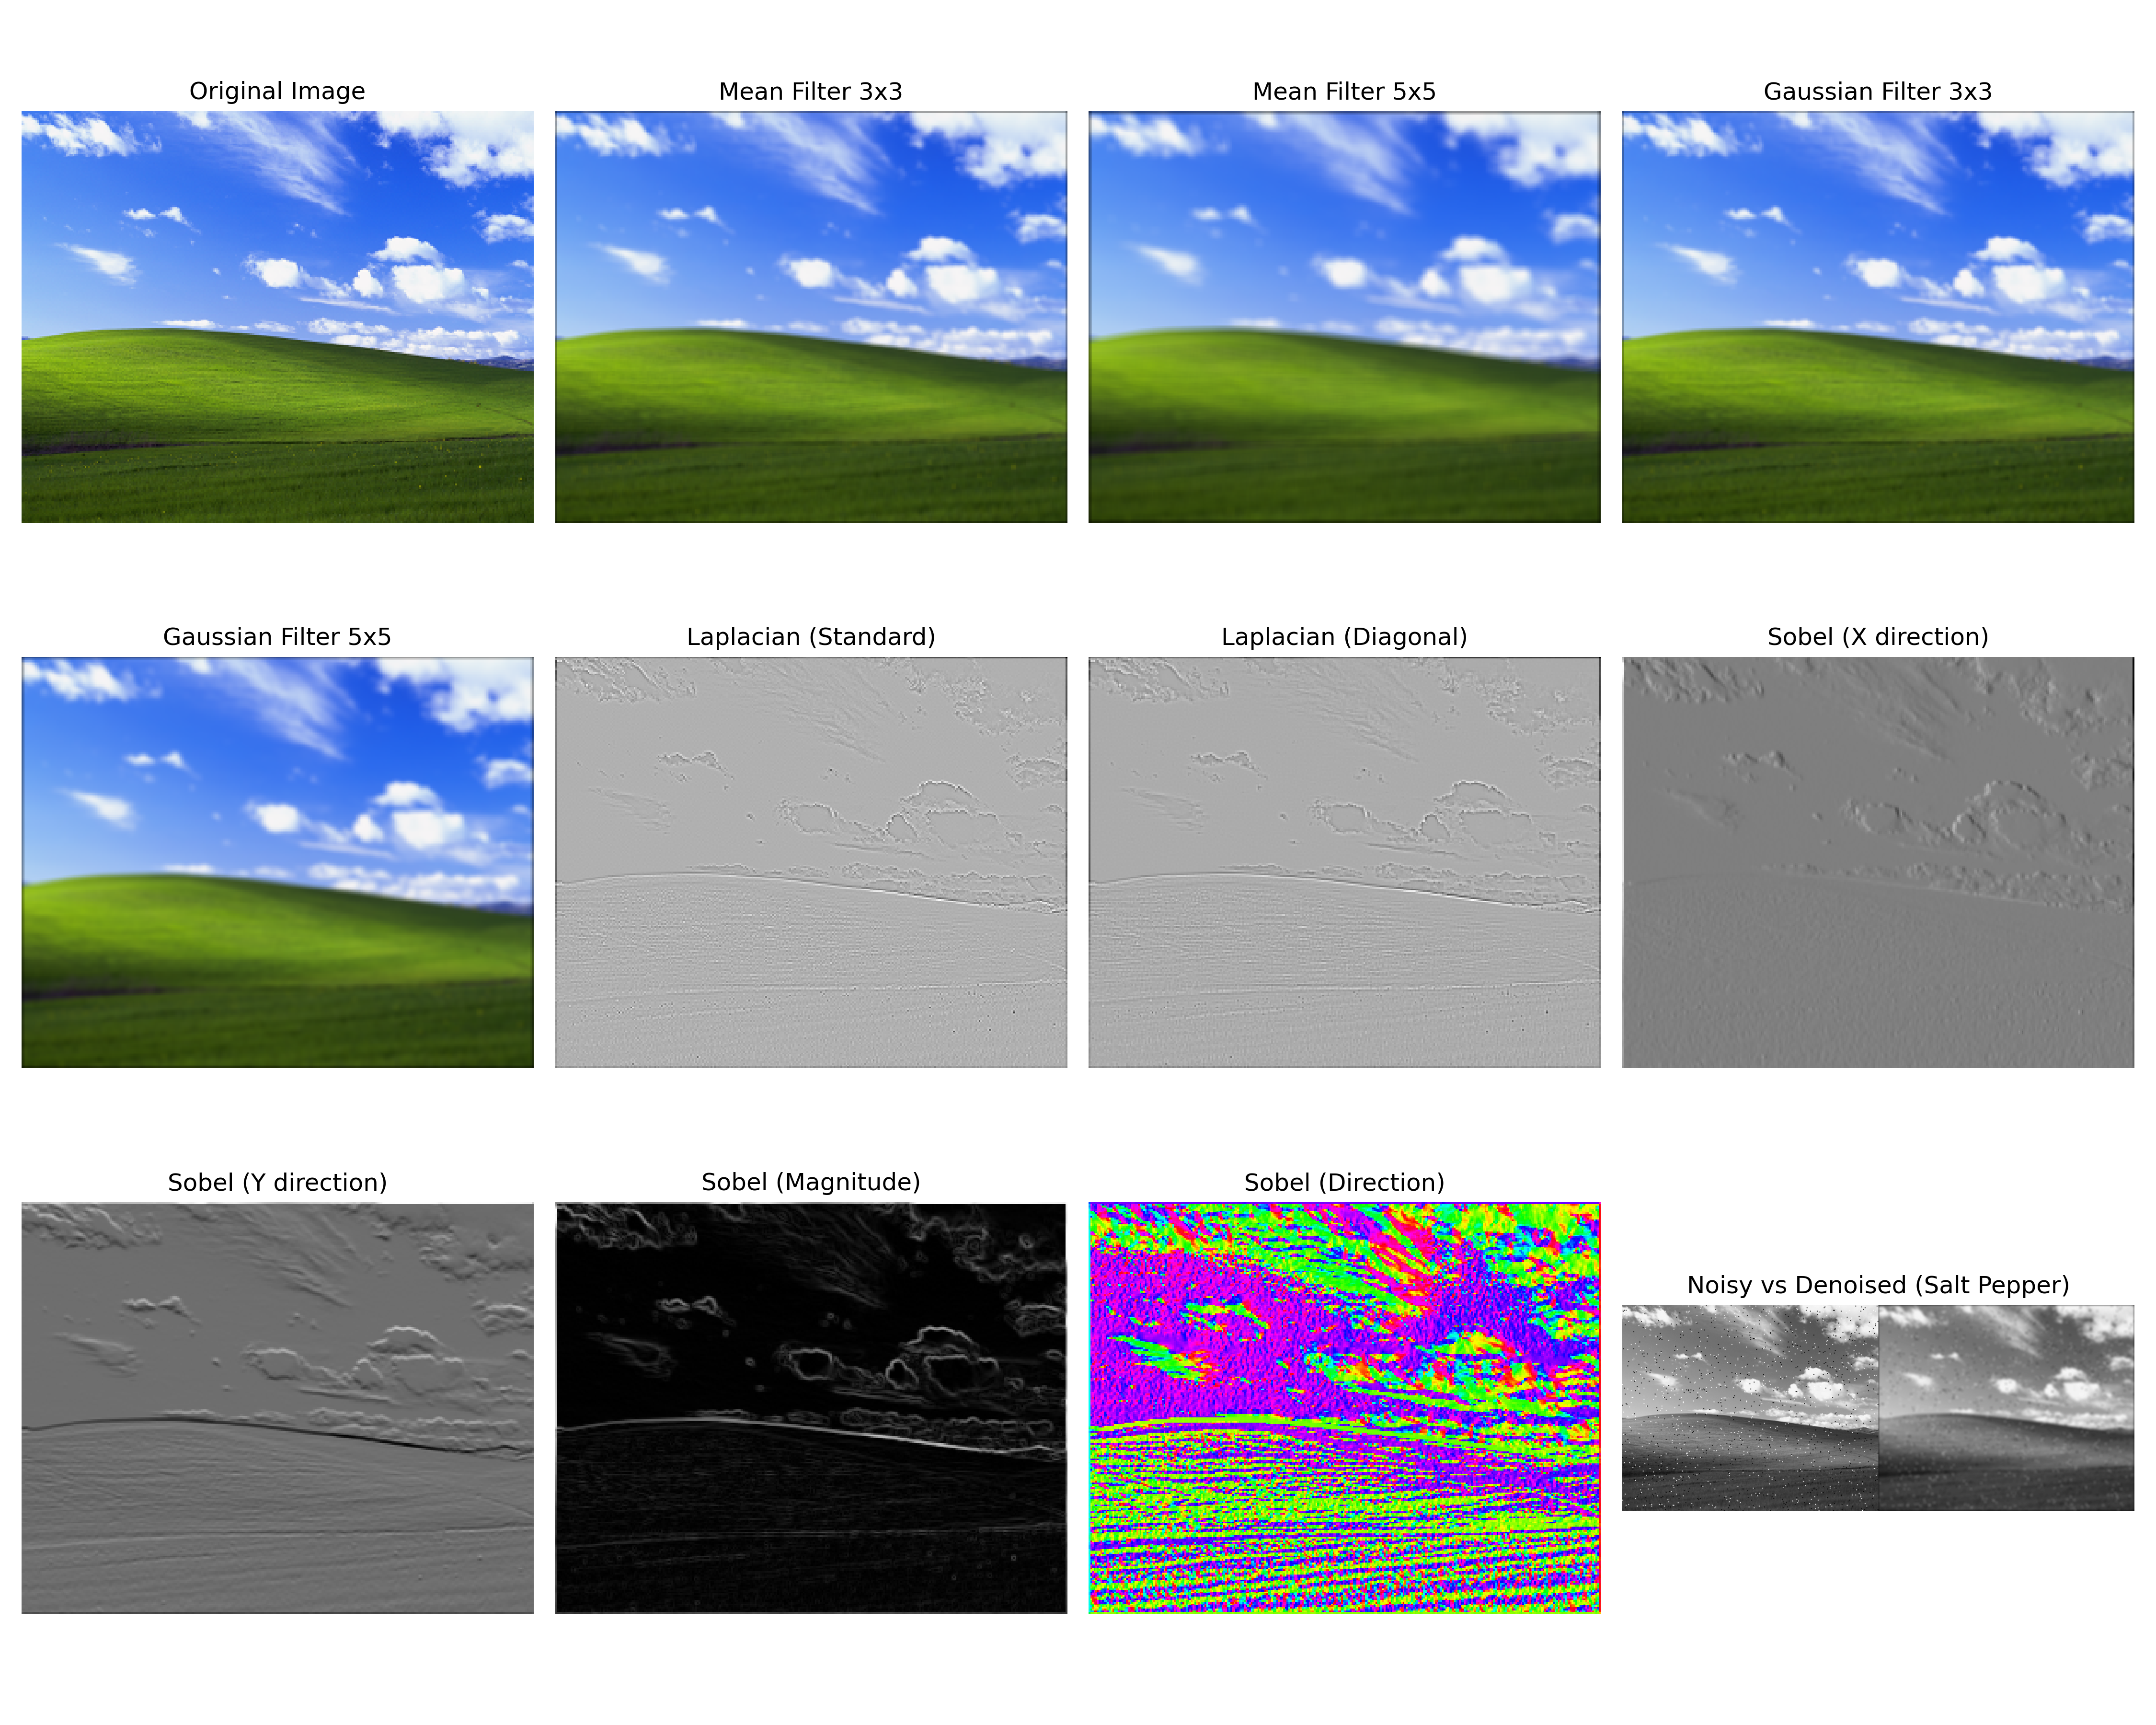 Original Image
Mean Filter 3x3
Mean Filter 5x5
Gaussian Filter 3x3
Gaussian Filter 5x5
Laplacian (Standard)
Laplacian (Diagonal)
Sobel (X direction)
Sobel (Y direction)
Sobel (Magnitude)
Sobel (Direction)
Noisy vs Denoised (Salt Pepper)